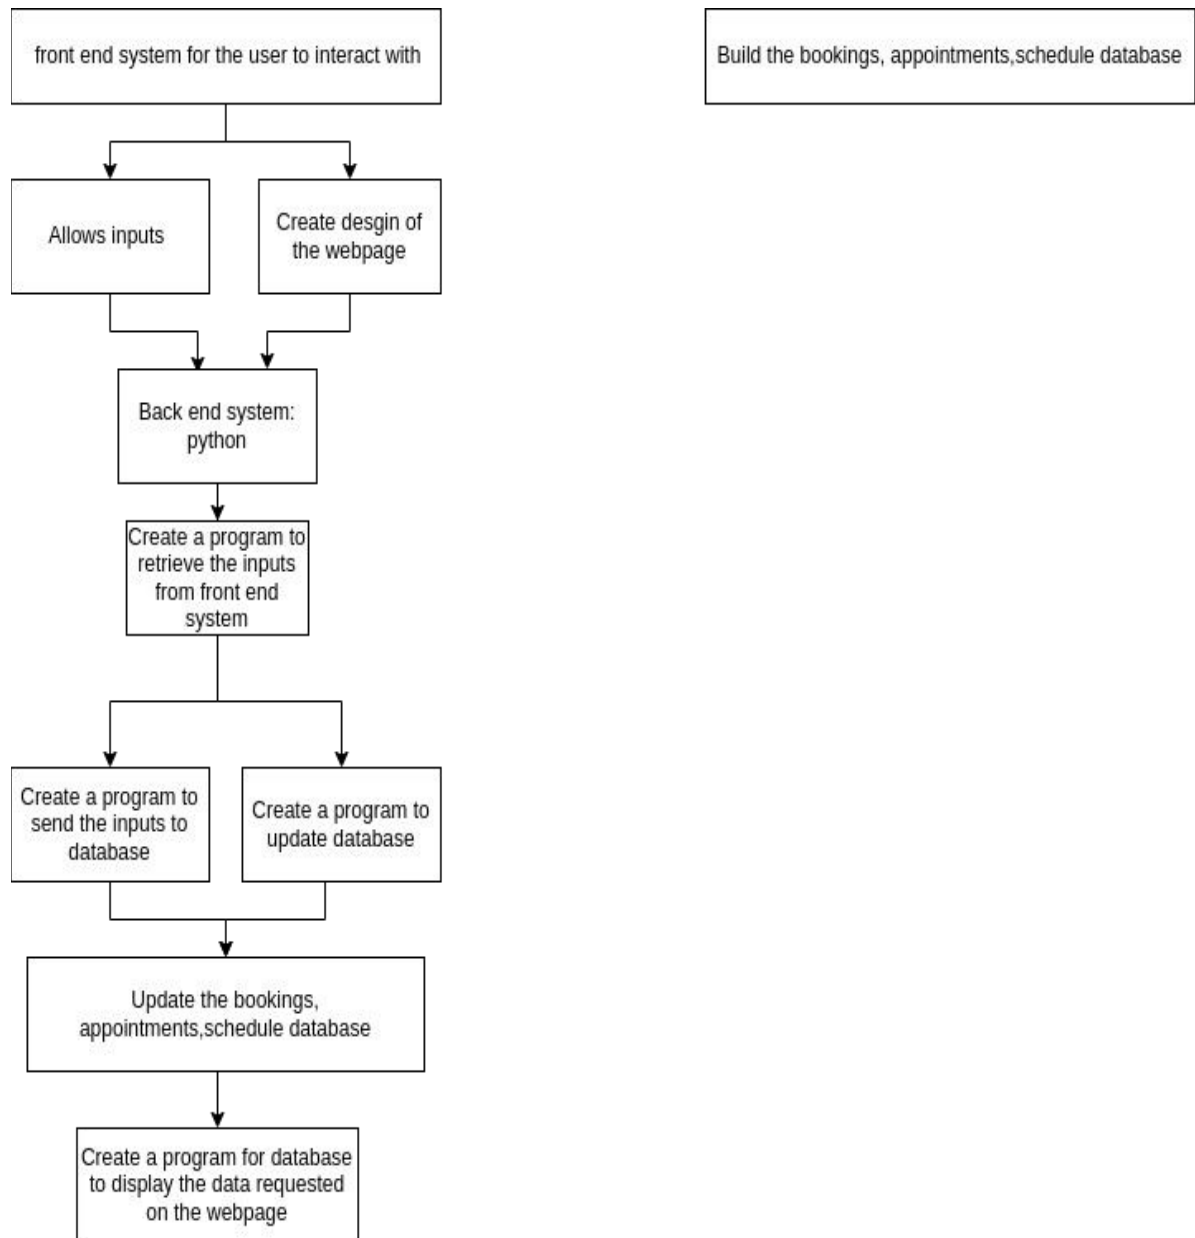 front end system for the user to interact with
Build the bookings, appointments,schedule database
Allows inputs
Create desgin of
the webpage
Back end system:
python
Create a program to
retrieve the inputs
from front end
system
Create a program to
send the inputs to
database
Create a program to
update database
Update the bookings,
appointments,schedule database
Create a program for database
to display the data requested
on the webpage